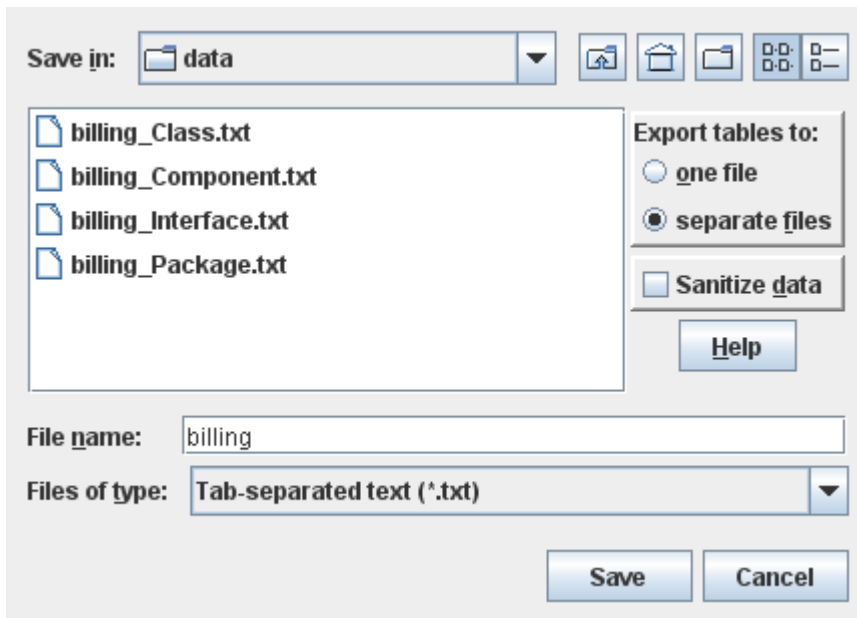 Save in: data
billing_Class.txt
billing_Component.txt
billing_Interface.txt
billing_Package.txt
Export tables to:
one file
separate files
Sanitize data
Help
File name: billing
Files of type: Tab-separated text (*.txt)
Save Cancel